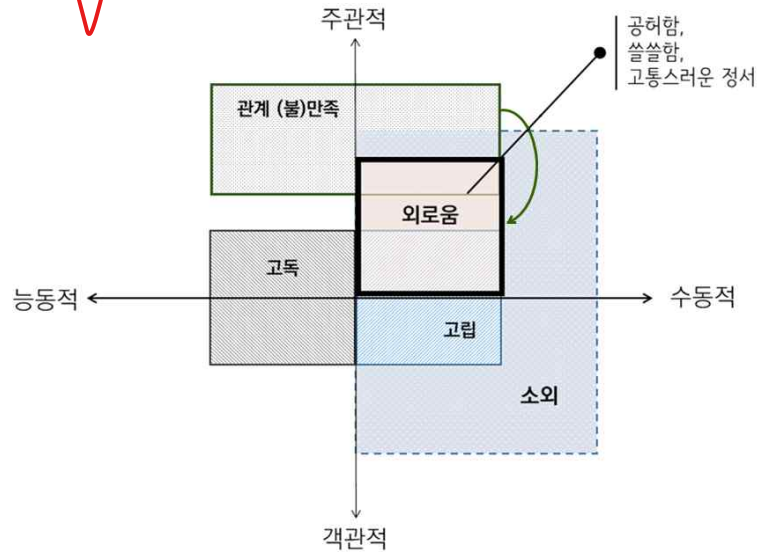 주관적
공허함,
쓸쓸함,
고통스러운 정서
관계 (불)만족
외로움
고독
능동적
수동적
고립
소외
객관적